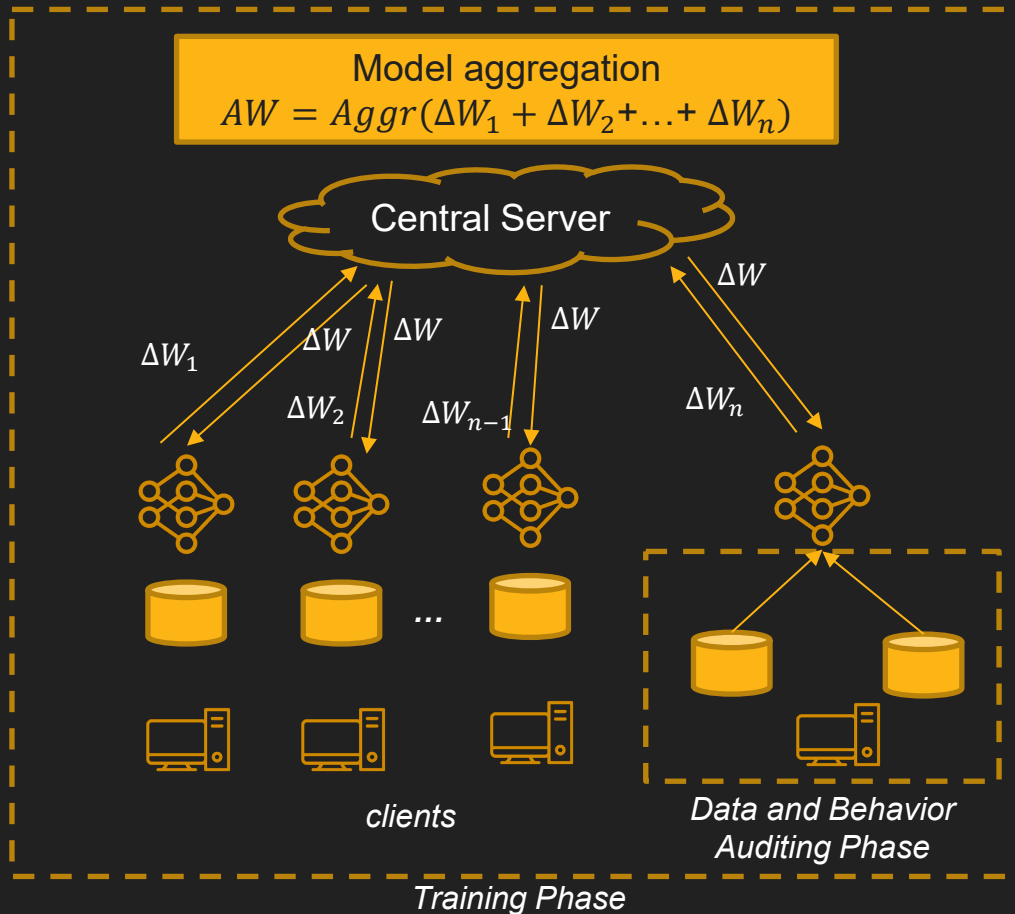 Model aggregation
𝐴𝑊 = 𝐴𝑔𝑔𝑟(Δ𝑊₁ + Δ𝑊₂+...+ Δ𝑊ₙ)
Central Server
Δ𝑊
Δ𝑊₁
Δ𝑊
Δ𝑊
Δ𝑊
Δ𝑊₂
Δ𝑊ₙ₋₁
Δ𝑊ₙ
...
clients
Data and Behavior
Auditing Phase
Training Phase